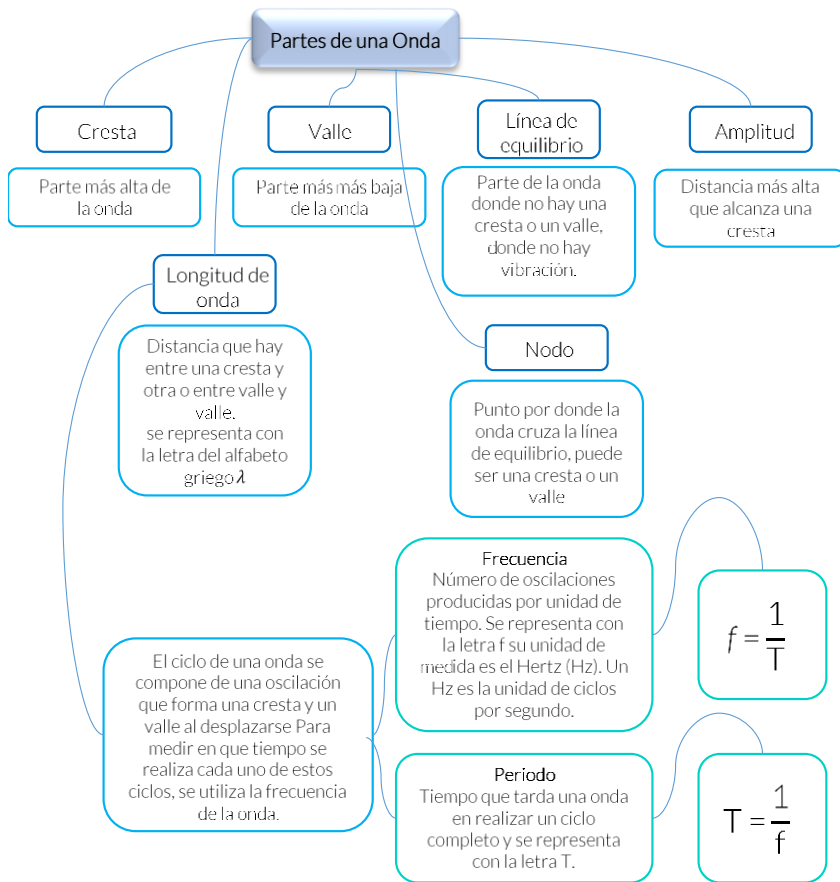 Partes de una Onda
Cresta
Parte más alta de
la onda
Valle
Parte más más baja
de la onda
Línea de
equilibrio
Parte de la onda
donde no hay una
cresta o un valle,
donde no hay
vibración.
Amplitud
Distancia más alta
que alcanza una
cresta
Longitud de
onda
Distancia que hay
entre una cresta y
otra o entre valle y
valle.
se representa con
la letra del alfabeto
griego λ
Nodo
Punto por donde la
onda cruza la línea
de equilibrio, puede
ser una cresta o un
valle
El ciclo de una onda se
compone de una oscilación
que forma una cresta y un
valle al desplazarse Para
medir en que tiempo se
realiza cada uno de estos
ciclos, se utiliza la frecuencia
de la onda.
Frecuencia
Número de oscilaciones
producidas por unidad de
tiempo. Se representa con
la letra f su unidad de
medida es el Hertz (Hz). Un
Hz es la unidad de ciclos
por segundo.
f = 1/T
Periodo
Tiempo que tarda una onda
en realizar un ciclo
completo y se representa
con la letra T.
T = 1/f